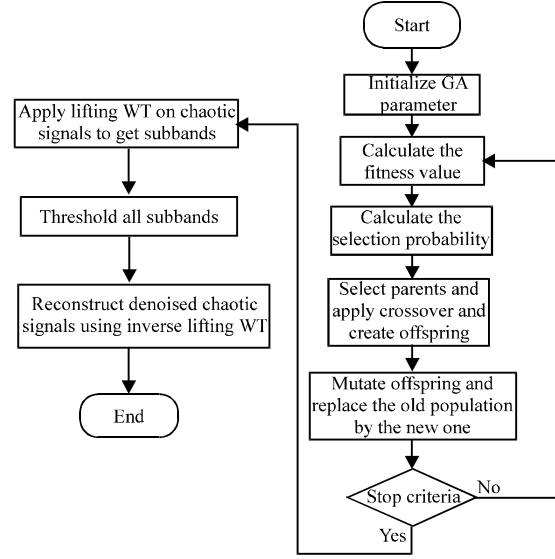 Start
Initialize GA
parameter
Calculate the
fitness value
Calculate the
selection probability
Select parents and
apply crossover and
create offspring
Mutate offspring and
replace the old population
by the new one
Stop criteria
No
Yes
Apply lifting WT on chaotic
signals to get subbands
Threshold all subbands
Reconstruct denoised chaotic
signals using inverse lifting WT
End